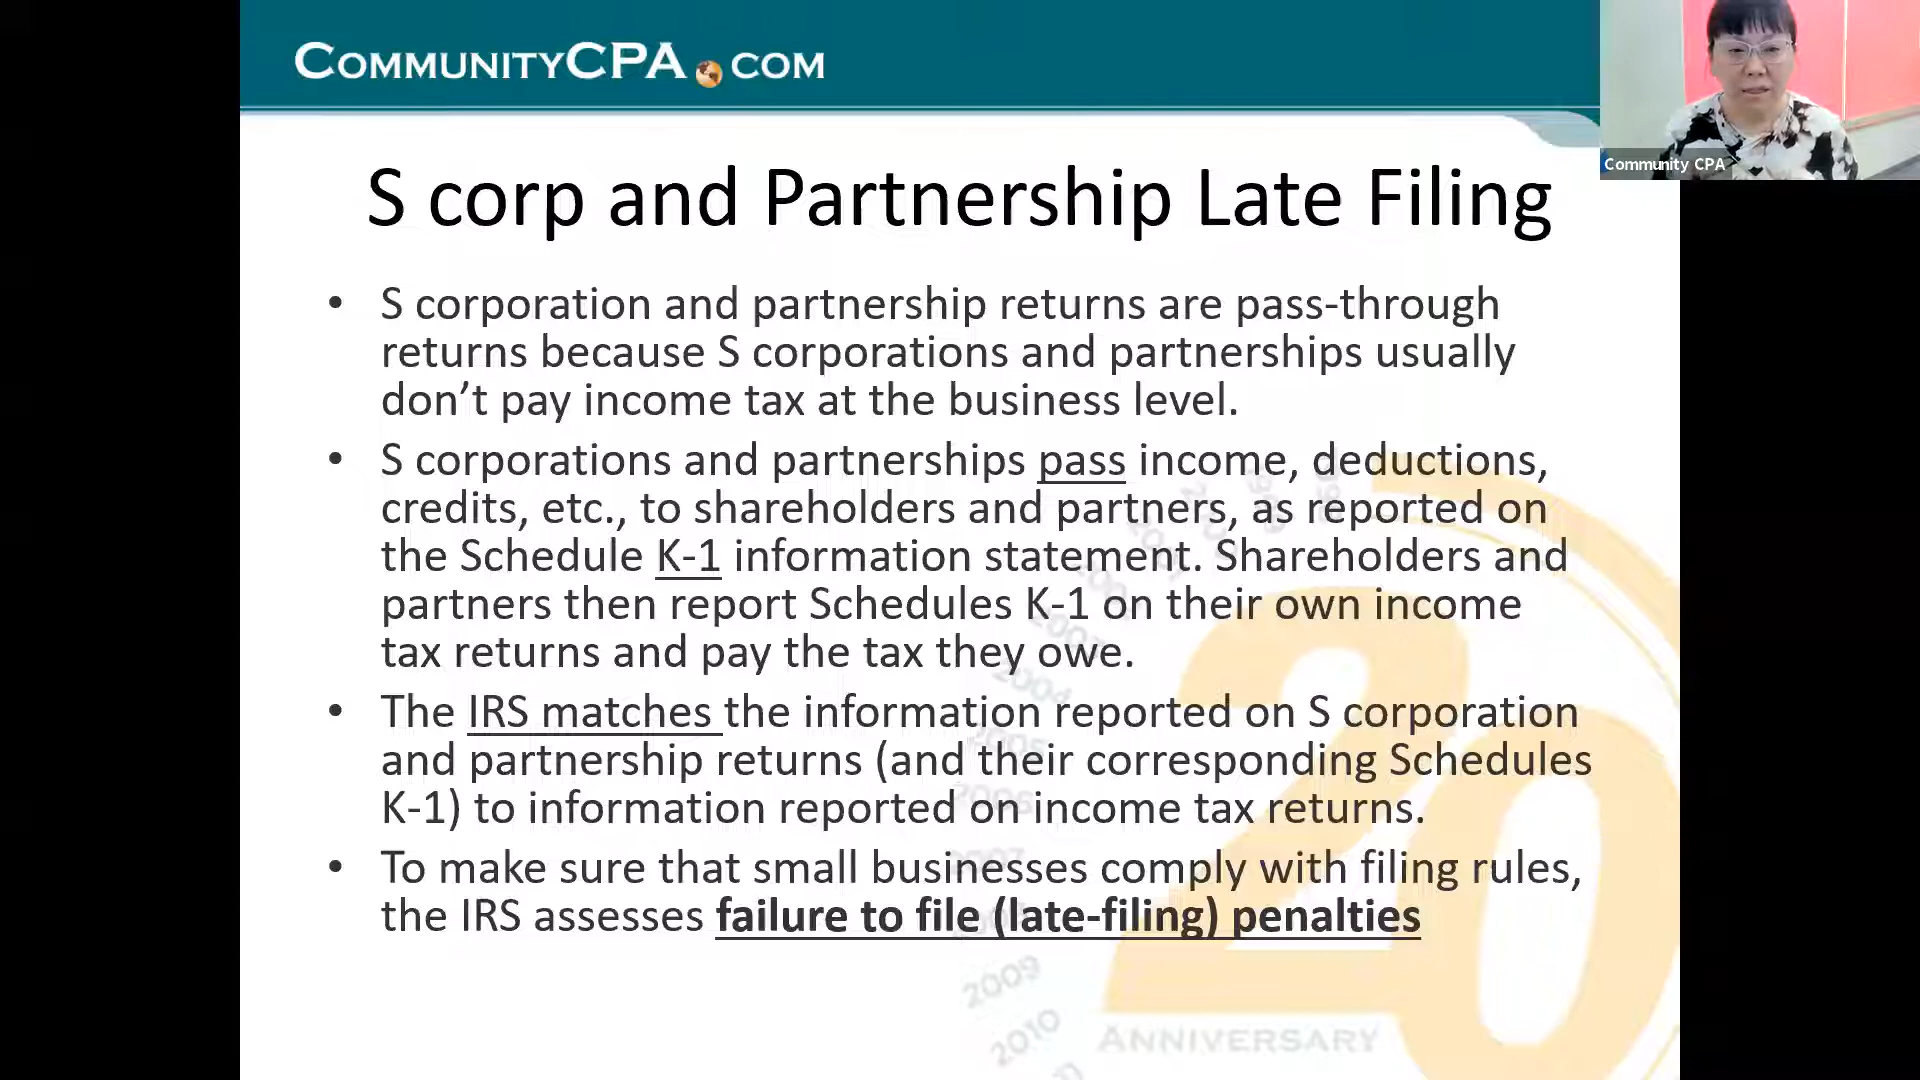 COMMUNITYCPA.COM
Community CPA
S corp and Partnership Late Filing
• S corporation and partnership returns are pass-through
returns because S corporations and partnerships usually
don’t pay income tax at the business level.
• S corporations and partnerships pass income, deductions,
credits, etc., to shareholders and partners, as reported on
the Schedule K-1 information statement. Shareholders and
partners then report Schedules K-1 on their own income
tax returns and pay the tax they owe.
• The IRS matches the information reported on S corporation
and partnership returns (and their corresponding Schedules
K-1) to information reported on income tax returns.
• To make sure that small businesses comply with filing rules,
the IRS assesses failure to file (late-filing) penalties
20
2004
2005
2006
2007
2009
2010
ANNIVERSARY